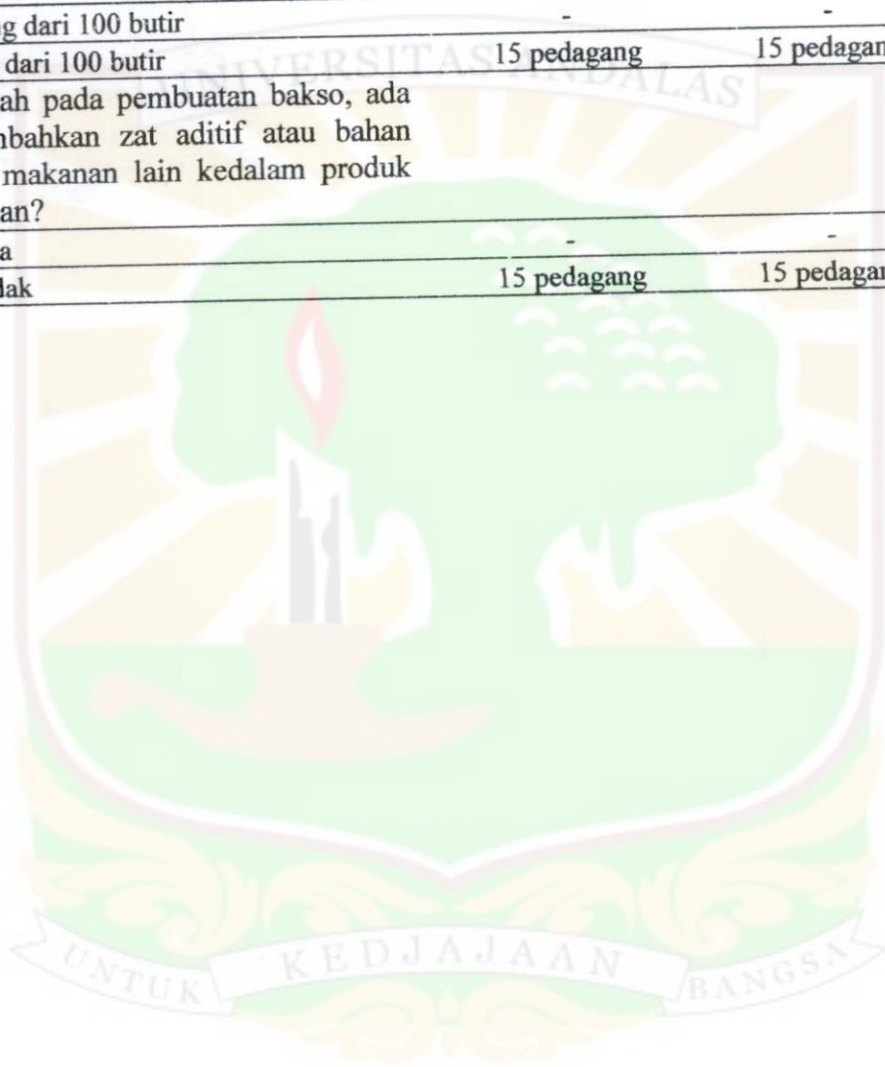 g dari 100 butir - -
dari 100 butir 15 pedagang 15 pedagan
ah pada pembuatan bakso, ada
nbahkan zat aditif atau bahan
makanan lain kedalam produk
an?
a - -
lak 15 pedagang 15 pedagan
UNIVERSITAS ANDALAS
UNTUK KEDJAJAAN BANGSA